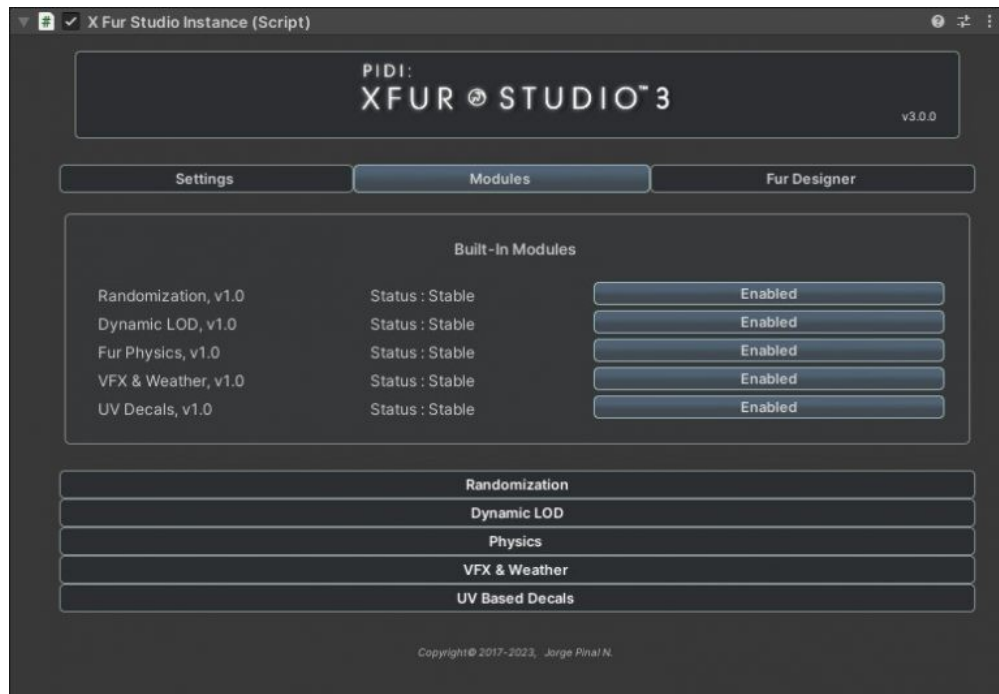 X Fur Studio Instance (Script)
PIDI:
XFUR STUDIO™ 3
v3.0.0
Settings Modules Fur Designer
Built-In Modules
Randomization, v1.0 Status : Stable Enabled
Dynamic LOD, v1.0 Status : Stable Enabled
Fur Physics, v1.0 Status : Stable Enabled
VFX & Weather, v1.0 Status : Stable Enabled
UV Decals, v1.0 Status : Stable Enabled
Randomization
Dynamic LOD
Physics
VFX & Weather
UV Based Decals
Copyright© 2017-2023, Jorge Pinal N.